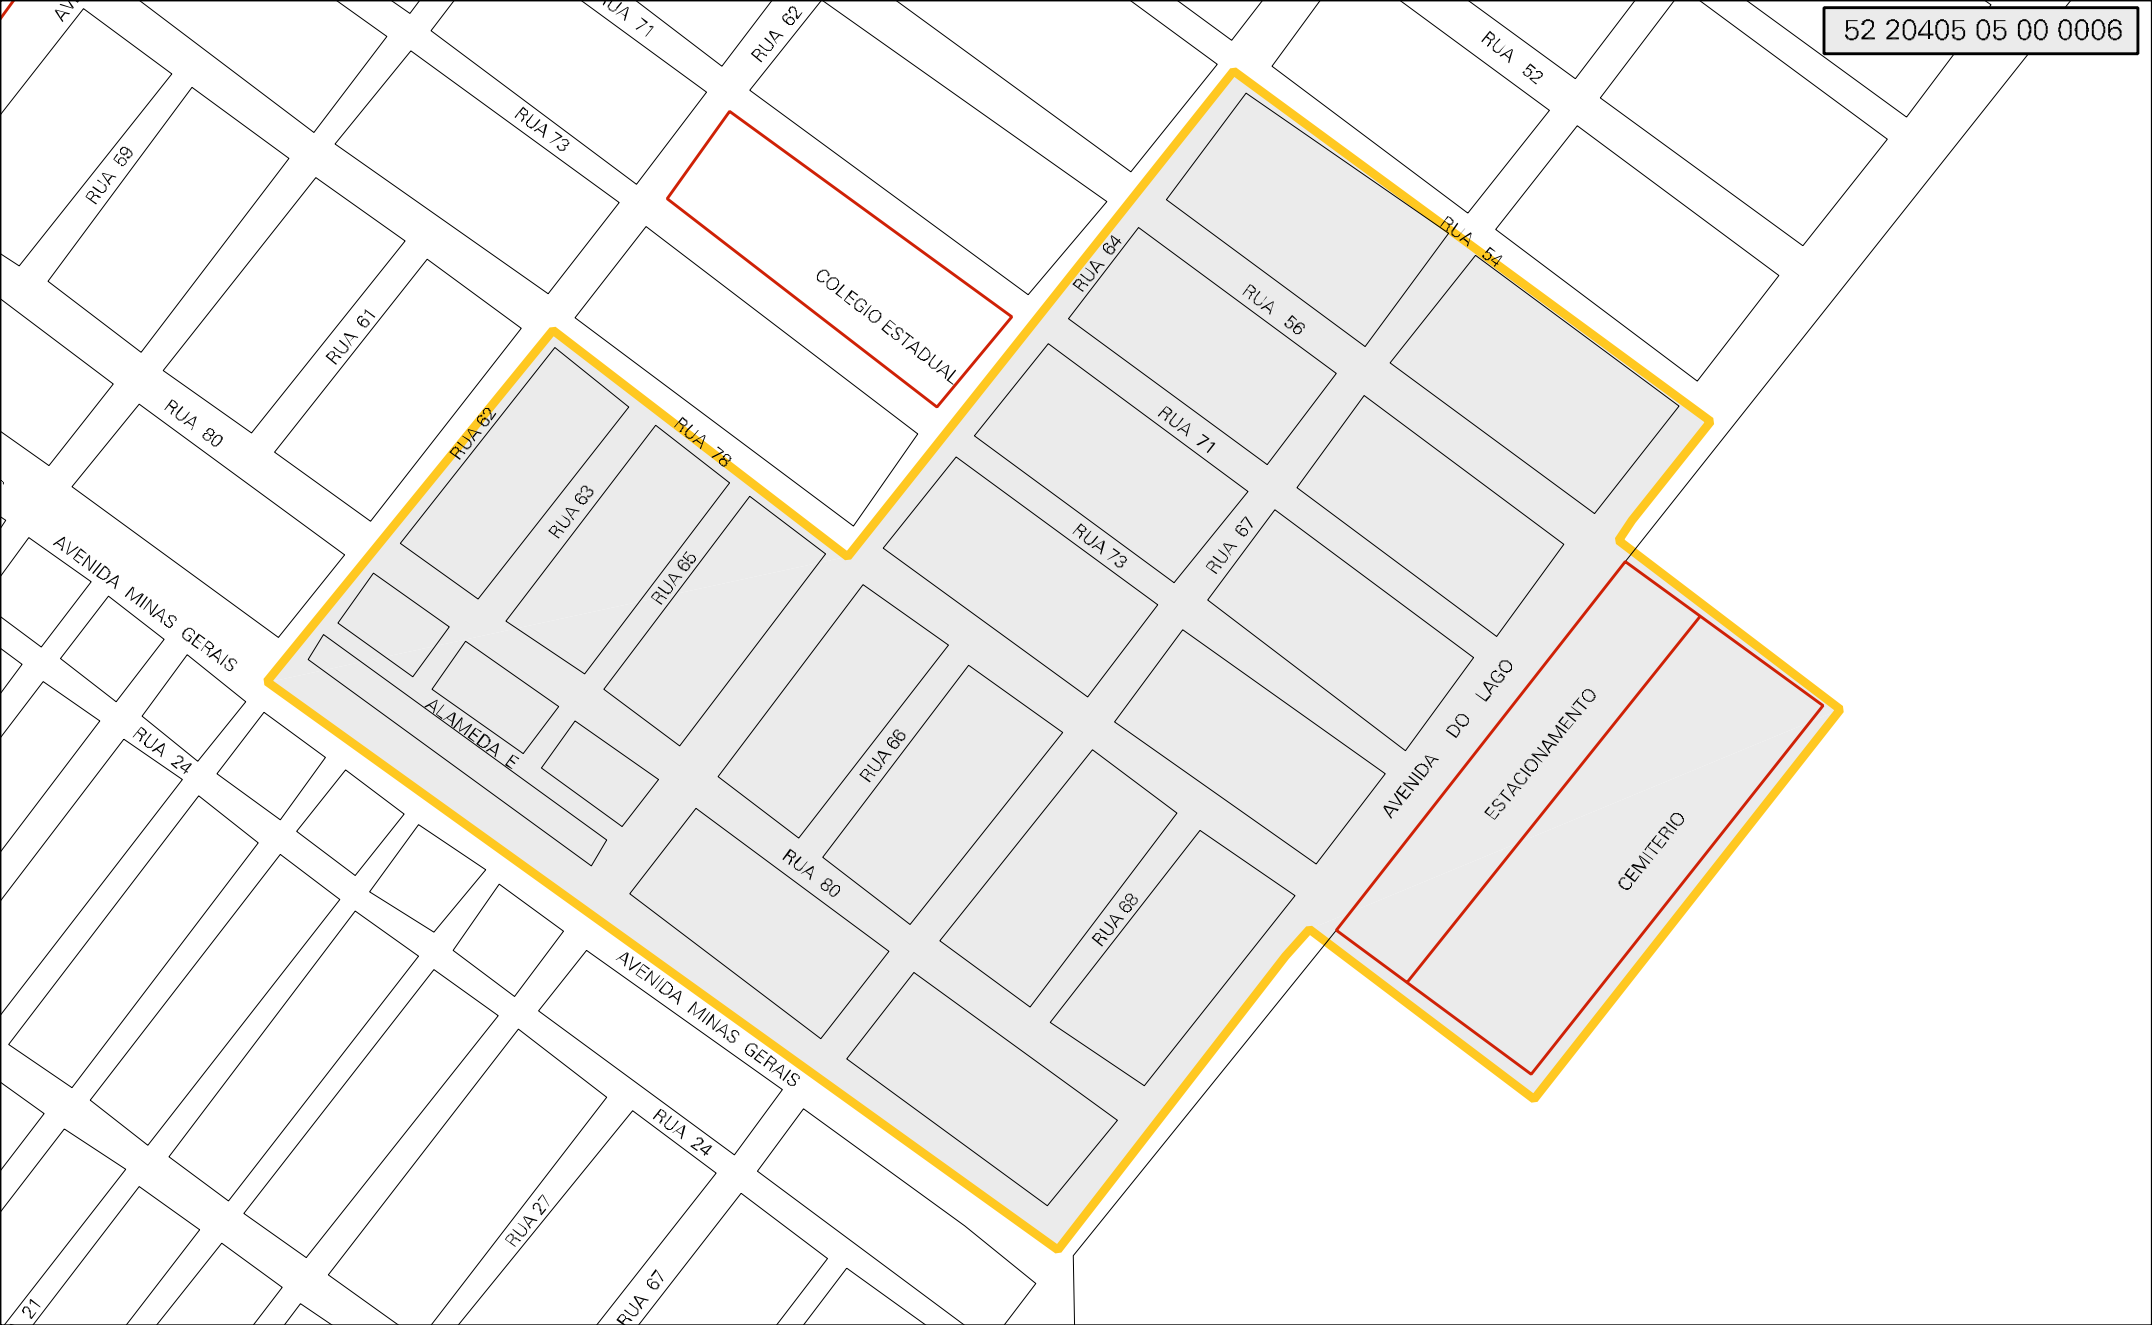 52 20405 05 00 0006
RUA 71
RUA 62
RUA 52
RUA 73
RUA 59
RUA 54
RUA 64
COLEGIO ESTADUAL
RUA 56
RUA 61
RUA 80
RUA 62
RUA 78
RUA 71
RUA 63
RUA 73
RUA 67
RUA 65
AVENIDA MINAS GERAIS
AVENIDA DO LAGO
ESTACIONAMENTO
RUA 24
ALAMEDA E
RUA 66
CEMITERIO
RUA 80
RUA 68
AVENIDA MINAS GERAIS
RUA 24
RUA 27
RUA 67
21